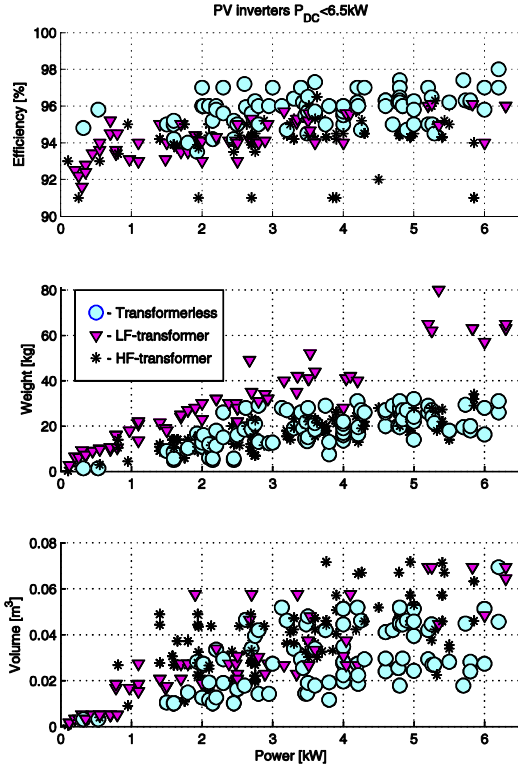 PV inverters P_DC<6.5kW
100
98
96
94
92
90
Efficiency [%]
0 1 2 3 4 5 6
80
60
40
20
0
Weight [kg]
- Transformerless
- LF-transformer
- HF-transformer
0 1 2 3 4 5 6
0.08
0.06
0.04
0.02
0
Volume [m³]
0 1 2 3 4 5 6
Power [kW]